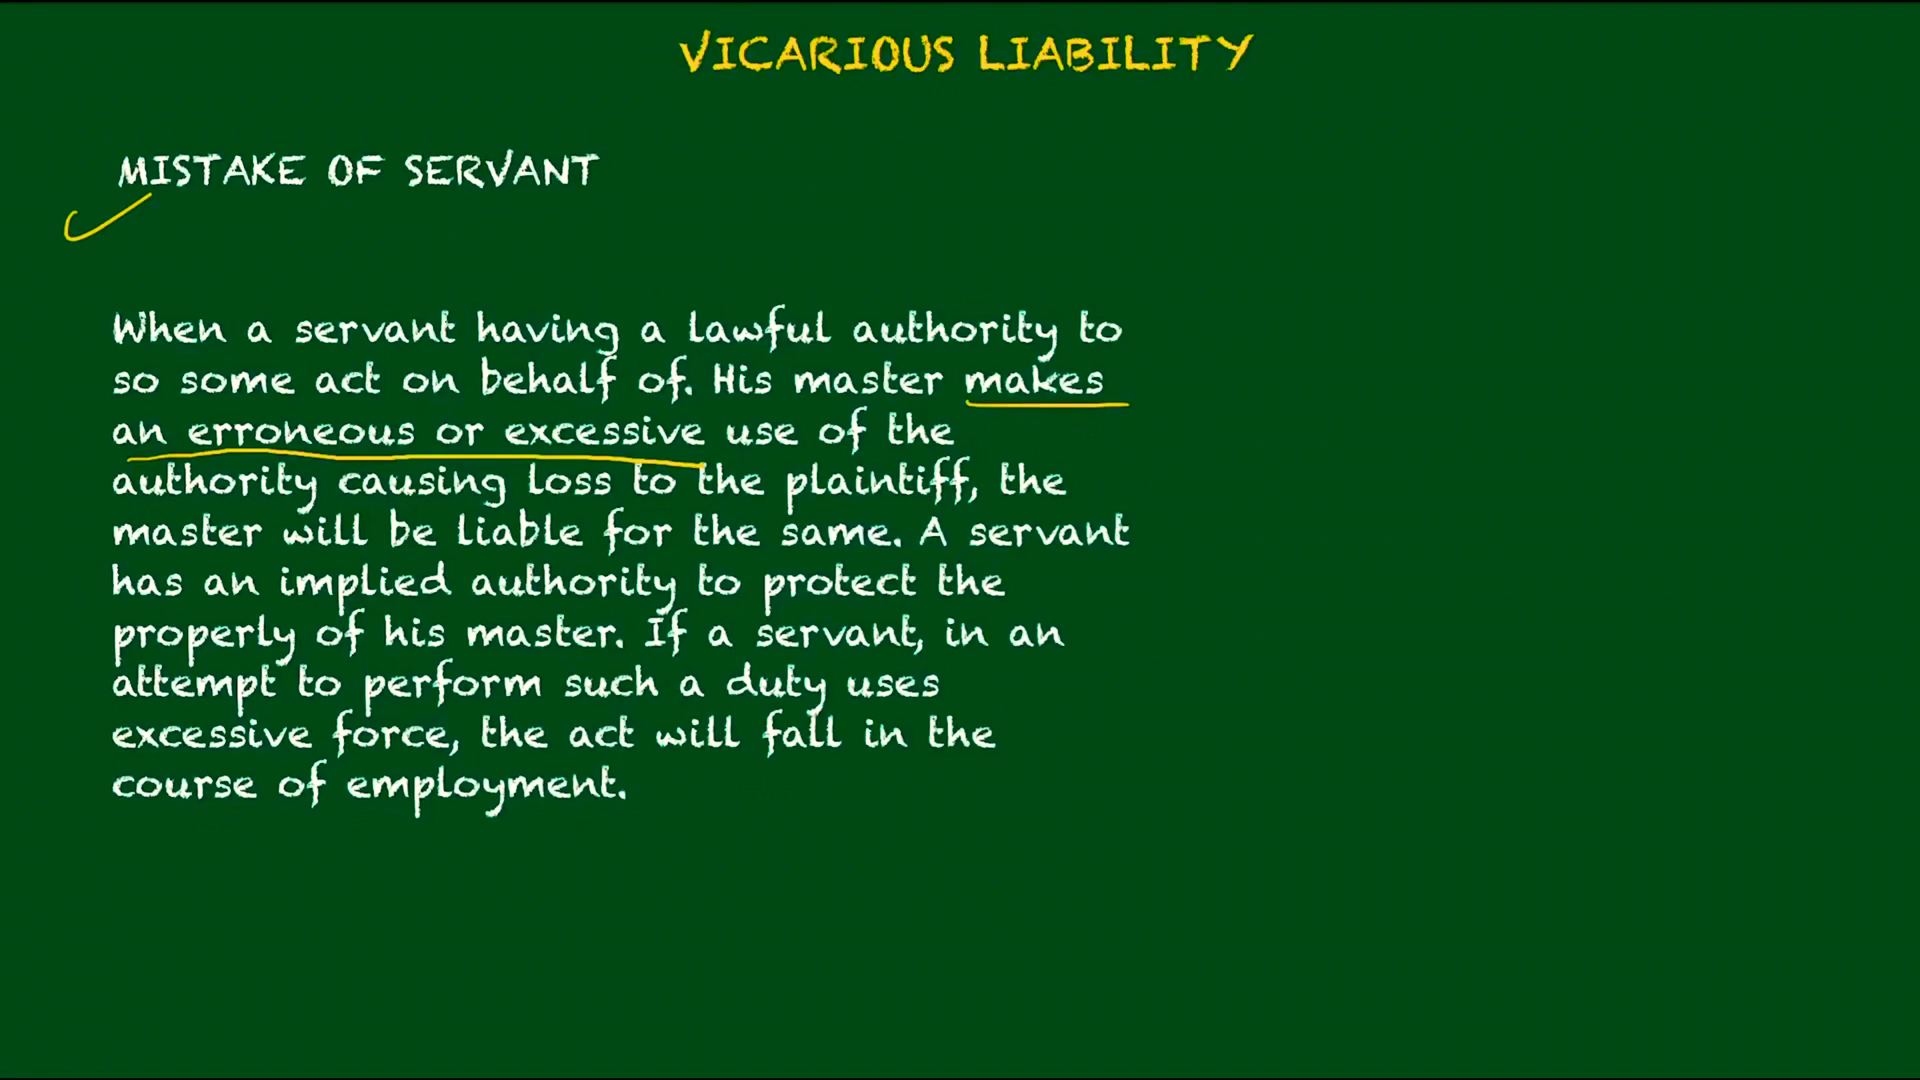 VICARIOUS LIABILITY
MISTAKE OF SERVANT
When a servant having a lawful authority to
so some act on behalf of. His master makes
an erroneous or excessive use of the
authority causing loss to the plaintiff, the
master will be liable for the same. A servant
has an implied authority to protect the
properly of his master. If a servant, in an
attempt to perform such a duty uses
excessive force, the act will fall in the
course of employment.